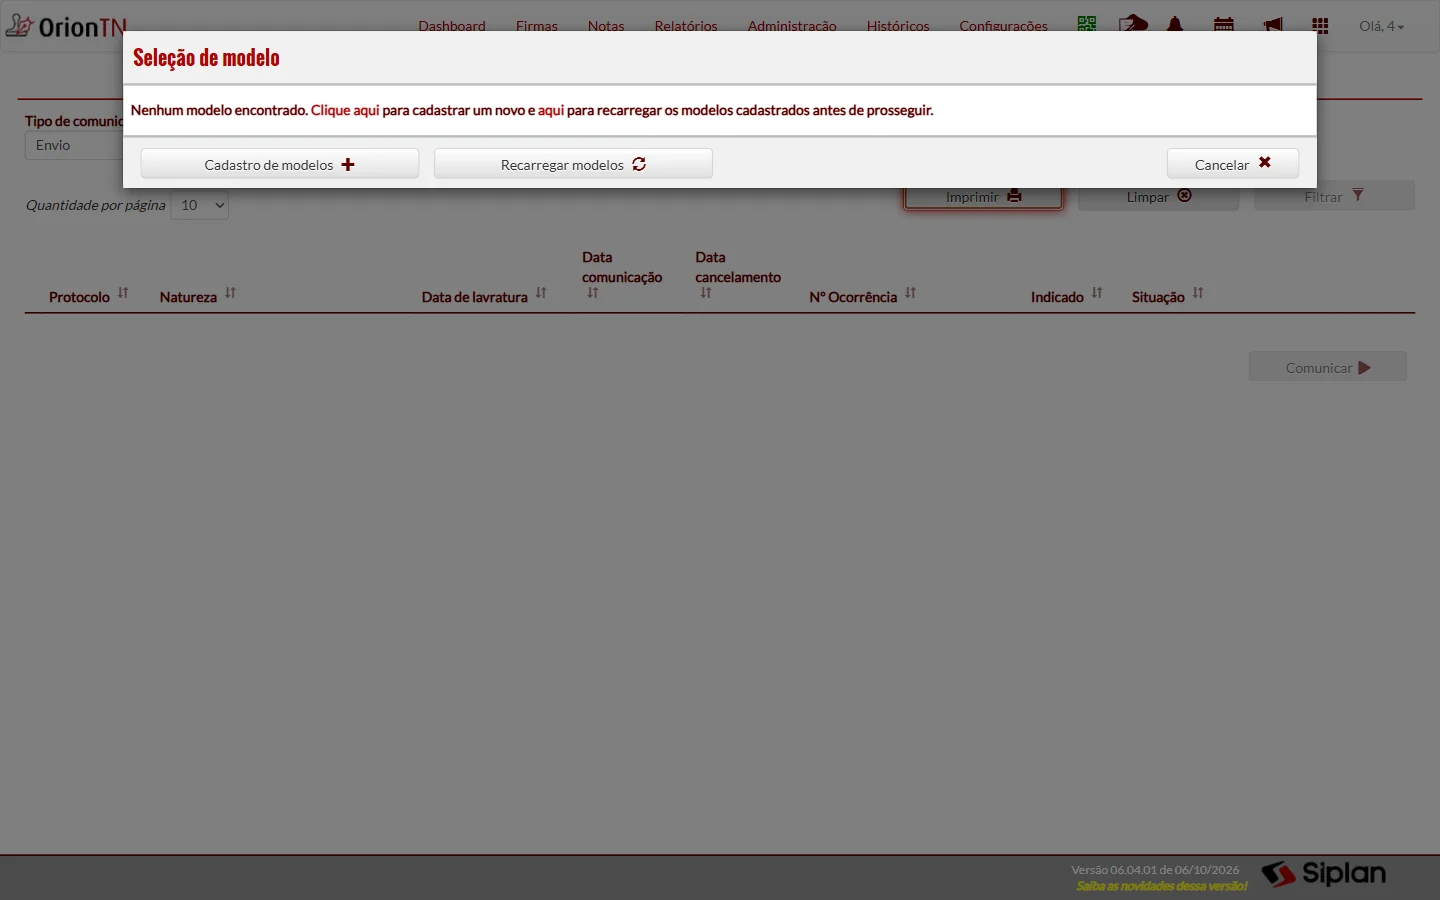 OrionTN
Dashboard Firmas Notas Relatórios Administração Históricos Configurações Olá, 4
Seleção de modelo
Nenhum modelo encontrado. Clique aqui para cadastrar um novo e aqui para recarregar os modelos cadastrados antes de prosseguir.
Cadastro de modelos Recarregar modelos Cancelar
Tipo de comunic
Envio
Quantidade por página 10
Imprimir Limpar Filtrar
Protocolo Natureza Data de lavratura Data comunicação Data cancelamento Nº Ocorrência Indicado Situação
Comunicar
Versão 06.04.01 de 06/10/2026
Saiba as novidades dessa versão!
Siplan